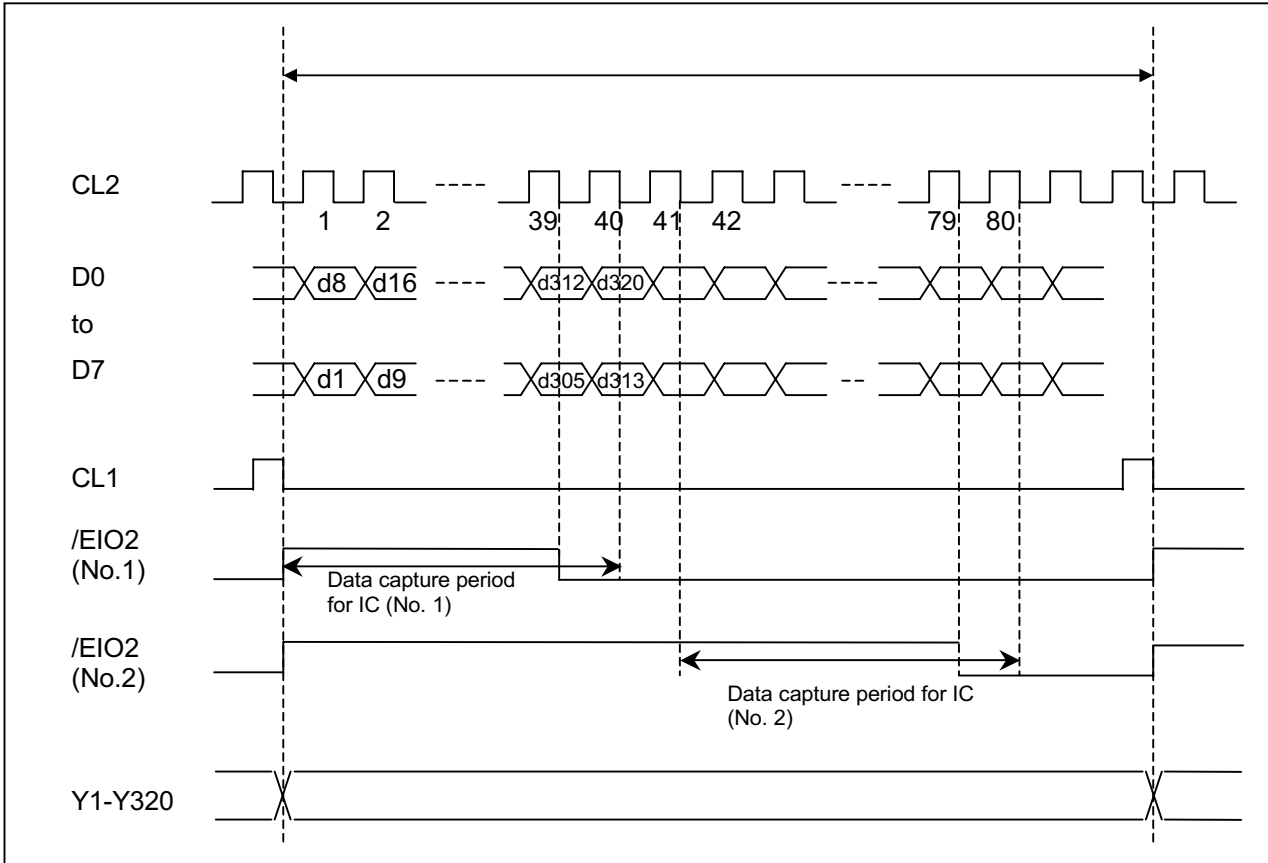 CL2
1 2 39 40 41 42 79 80
D0
d8 d16 d312 d320
to
D7
d1 d9 d305 d313
CL1
/EIO2
(No.1)
Data capture period
for IC (No. 1)
/EIO2
(No.2)
Data capture period for IC
(No. 2)
Y1-Y320